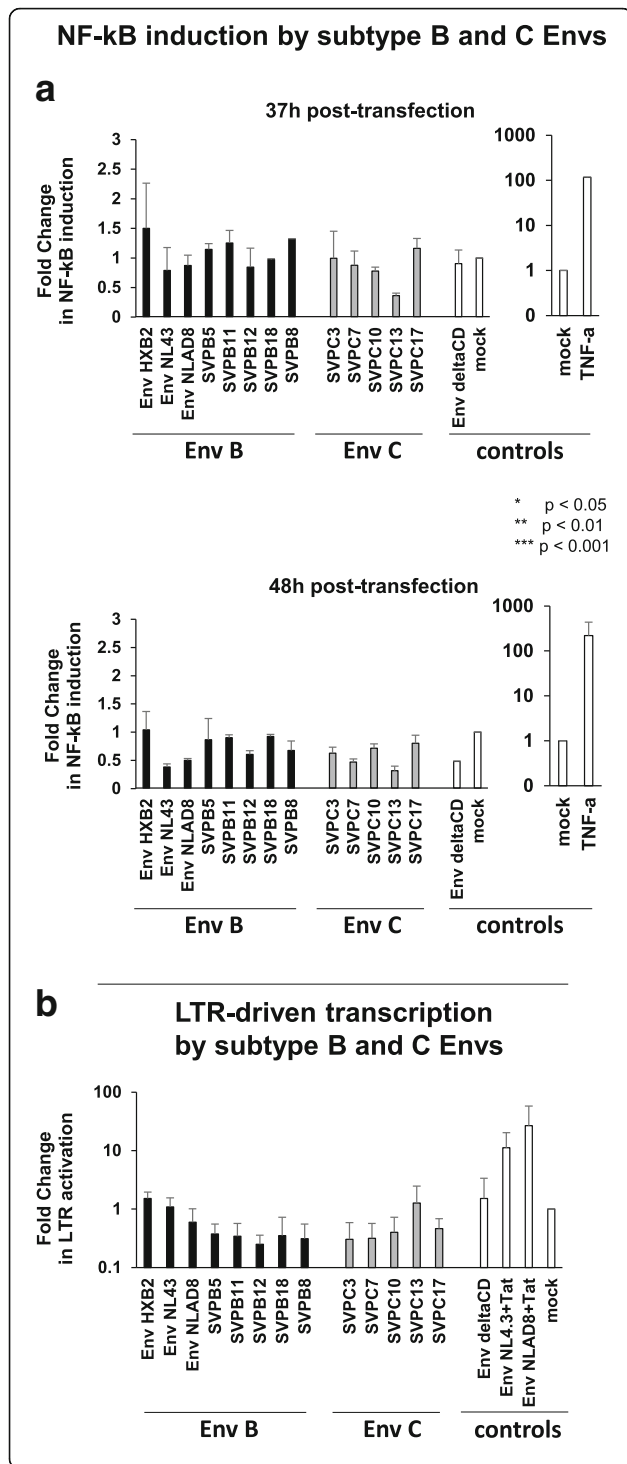 NF-kB induction by subtype B and C Envs
a
37h post-transfection
Fold Change
in NF-kB induction
3
2.5
2
1.5
1
0.5
0
1000
100
10
1
0
Env HXB2
Env NL43
Env NLAD8
SVPB5
SVPB11
SVPB12
SVPB18
SVPB8
SVPC3
SVPC7
SVPC10
SVPC13
SVPC17
Env deltaCD
mock
mock
TNF-a
Env B
Env C
controls
* p < 0.05
** p < 0.01
*** p < 0.001
48h post-transfection
Fold Change
in NF-kB induction
3
2.5
2
1.5
1
0.5
0
1000
100
10
1
0
Env HXB2
Env NL43
Env NLAD8
SVPB5
SVPB11
SVPB12
SVPB18
SVPB8
SVPC3
SVPC7
SVPC10
SVPC13
SVPC17
Env deltaCD
mock
mock
TNF-a
Env B
Env C
controls
b
LTR-driven transcription
by subtype B and C Envs
Fold Change
in LTR activation
100
10
1
0.1
Env HXB2
Env NL43
Env NLAD8
SVPB5
SVPB11
SVPB12
SVPB18
SVPB8
SVPC3
SVPC7
SVPC10
SVPC13
SVPC17
Env deltaCD
Env NL4.3+Tat
Env NLAD8+Tat
mock
Env B
Env C
controls